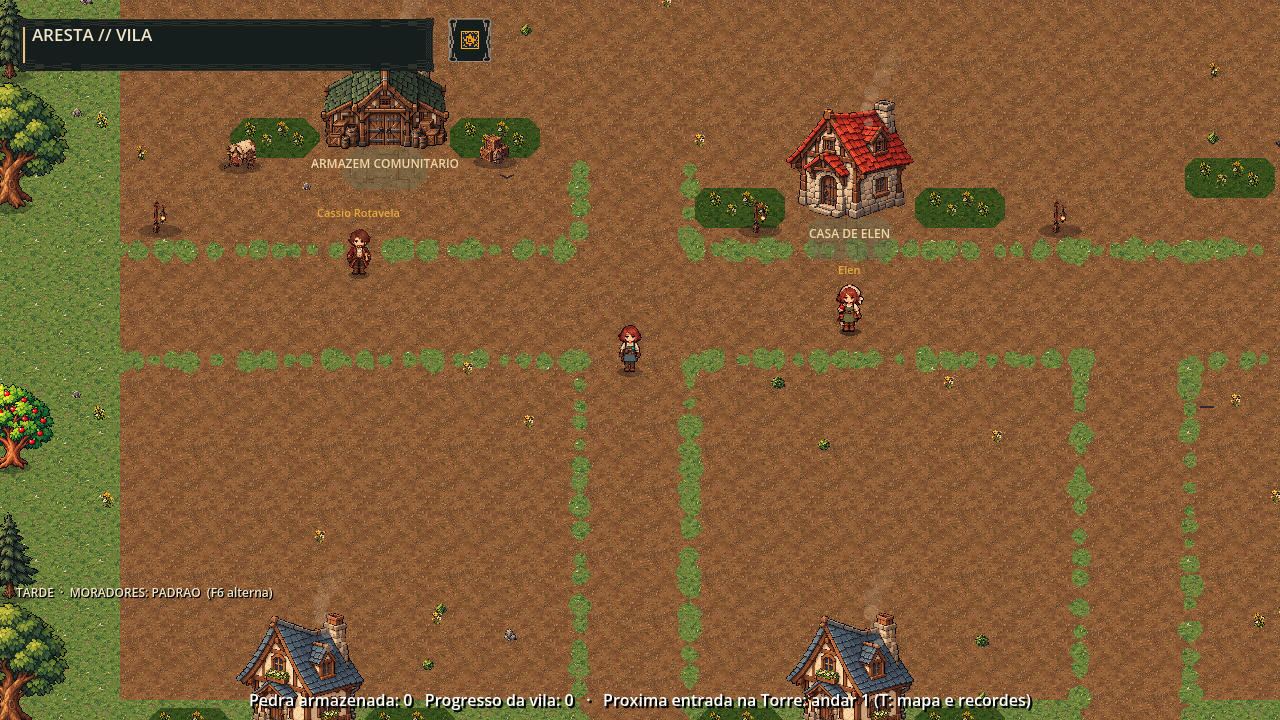 ARESTA // VILA
ARMAZEM COMUNITARIO
Cassio Rotavela
CASA DE ELEN
Elen
TARDE · MORADORES: PADRAO (F6 alterna)
Pedra armazenada: 0 Progresso da vila: 0 · Proxima entrada na Torre: andar 1 (T: mapa e recordes)